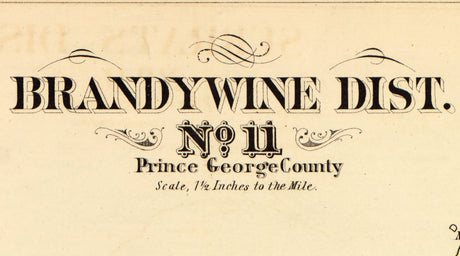 BRANDYWINE DIST.
No 11
Prince George County
Scale, 1½ Inches to the Mile.